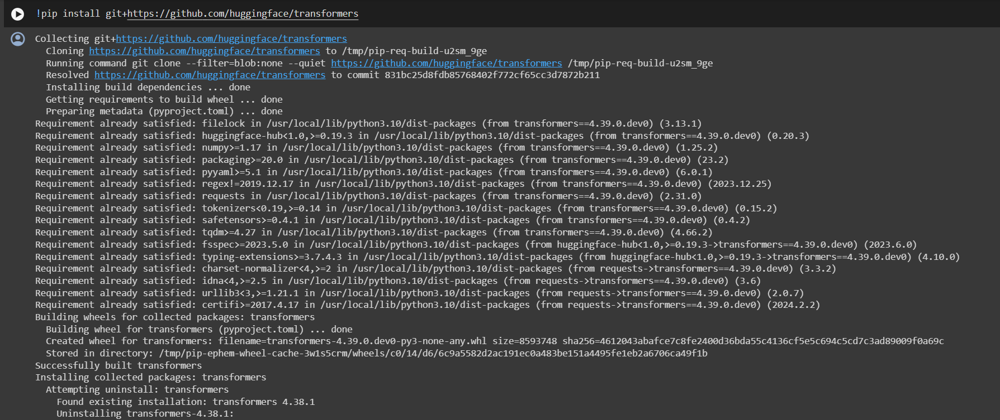 !pip install git+https://github.com/huggingface/transformers
Collecting git+https://github.com/huggingface/transformers
Cloning https://github.com/huggingface/transformers to /tmp/pip-req-build-u2sm_9ge
Running command git clone --filter=blob:none --quiet https://github.com/huggingface/transformers /tmp/pip-req-build-u2sm_9ge
Resolved https://github.com/huggingface/transformers to commit 831bc25d8fdb85768402f772cf65cc3d7872b211
Installing build dependencies ... done
Getting requirements to build wheel ... done
Preparing metadata (pyproject.toml) ... done
Requirement already satisfied: filelock in /usr/local/lib/python3.10/dist-packages (from transformers==4.39.0.dev0) (3.13.1)
Requirement already satisfied: huggingface-hub<1.0,>=0.19.3 in /usr/local/lib/python3.10/dist-packages (from transformers==4.39.0.dev0) (0.20.3)
Requirement already satisfied: numpy>=1.17 in /usr/local/lib/python3.10/dist-packages (from transformers==4.39.0.dev0) (1.25.2)
Requirement already satisfied: packaging>=20.0 in /usr/local/lib/python3.10/dist-packages (from transformers==4.39.0.dev0) (23.2)
Requirement already satisfied: pyyaml>=5.1 in /usr/local/lib/python3.10/dist-packages (from transformers==4.39.0.dev0) (6.0.1)
Requirement already satisfied: regex!=2019.12.17 in /usr/local/lib/python3.10/dist-packages (from transformers==4.39.0.dev0) (2023.12.25)
Requirement already satisfied: requests in /usr/local/lib/python3.10/dist-packages (from transformers==4.39.0.dev0) (2.31.0)
Requirement already satisfied: tokenizers<0.19,>=0.14 in /usr/local/lib/python3.10/dist-packages (from transformers==4.39.0.dev0) (0.15.2)
Requirement already satisfied: safetensors>=0.4.1 in /usr/local/lib/python3.10/dist-packages (from transformers==4.39.0.dev0) (0.4.2)
Requirement already satisfied: tqdm>=4.27 in /usr/local/lib/python3.10/dist-packages (from transformers==4.39.0.dev0) (4.66.2)
Requirement already satisfied: fsspec>=2023.5.0 in /usr/local/lib/python3.10/dist-packages (from huggingface-hub<1.0,>=0.19.3->transformers==4.39.0.dev0) (2023.6.0)
Requirement already satisfied: typing-extensions>=3.7.4.3 in /usr/local/lib/python3.10/dist-packages (from huggingface-hub<1.0,>=0.19.3->transformers==4.39.0.dev0) (4.10.0)
Requirement already satisfied: charset-normalizer<4,>=2 in /usr/local/lib/python3.10/dist-packages (from requests->transformers==4.39.0.dev0) (3.3.2)
Requirement already satisfied: idna<4,>=2.5 in /usr/local/lib/python3.10/dist-packages (from requests->transformers==4.39.0.dev0) (3.6)
Requirement already satisfied: urllib3<3,>=1.21.1 in /usr/local/lib/python3.10/dist-packages (from requests->transformers==4.39.0.dev0) (2.0.7)
Requirement already satisfied: certifi>=2017.4.17 in /usr/local/lib/python3.10/dist-packages (from requests->transformers==4.39.0.dev0) (2024.2.2)
Building wheels for collected packages: transformers
Building wheel for transformers (pyproject.toml) ... done
Created wheel for transformers: filename=transformers-4.39.0.dev0-py3-none-any.whl size=8593748 sha256=4612043abafce7c8fe2400d36bda55c4136cf5e5c694c5cd7c3ad89009f0a69c
Stored in directory: /tmp/pip-ephem-wheel-cache-3w1s5crm/wheels/c0/14/d6/6c9a5582d2ac191ec0a483be151a4495fe1eb2a6706ca49f1b
Successfully built transformers
Installing collected packages: transformers
Attempting uninstall: transformers
Found existing installation: transformers 4.38.1
Uninstalling transformers-4.38.1: